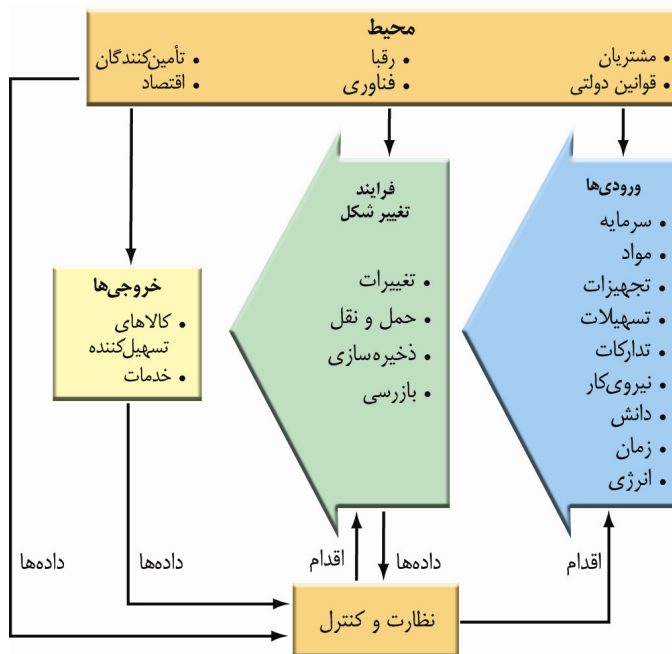 محیط
• مشتریان
• قوانین دولتی
رقبا •
فناوری •
تأمین‌کنندگان •
اقتصاد •
ورودی‌ها
سرمایه •
مواد •
تجهیزات •
تسهیلات •
تدارکات •
نیروی‌کار •
دانش •
زمان •
انرژی •
فرایند
تغییر شکل
تغییرات •
حمل و نقل •
ذخیره‌سازی •
بازرسی •
خروجی‌ها
کالاهای •
تسهیل‌کننده
خدمات •
اقدام
داده‌ها
اقدام
داده‌ها
داده‌ها
نظارت و کنترل